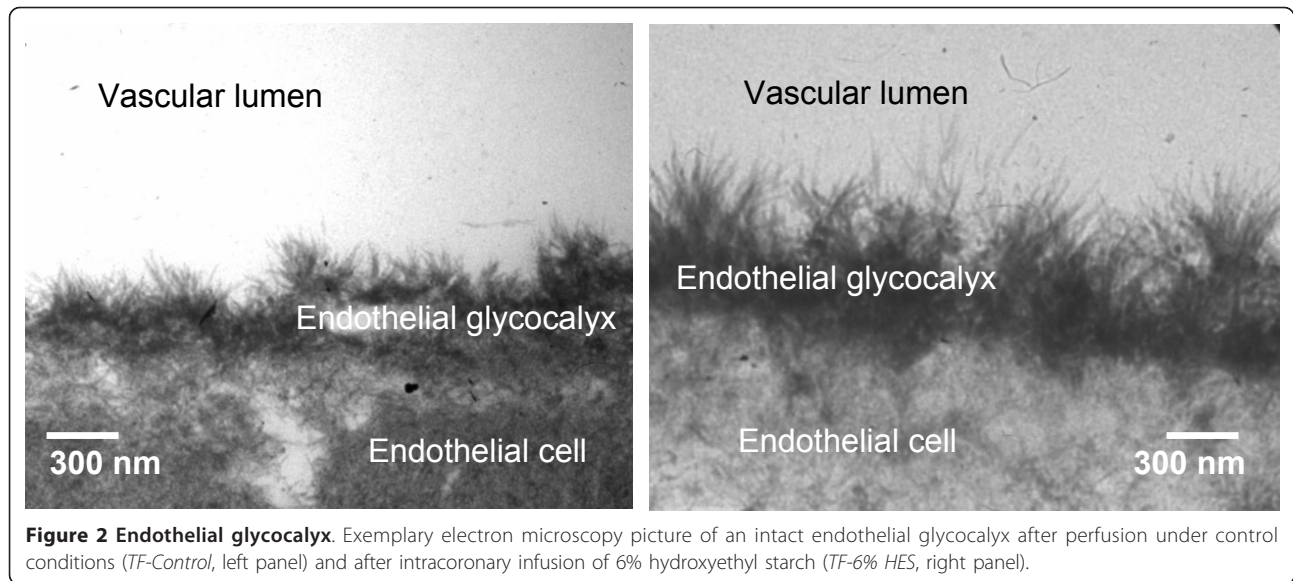 Vascular lumen
Endothelial glycocalyx
Endothelial cell
300 nm
Vascular lumen
Endothelial glycocalyx
Endothelial cell
300 nm
Figure 2 Endothelial glycocalyx. Exemplary electron microscopy picture of an intact endothelial glycocalyx after perfusion under control
conditions (TF-Control, left panel) and after intracoronary infusion of 6% hydroxyethyl starch (TF-6% HES, right panel).